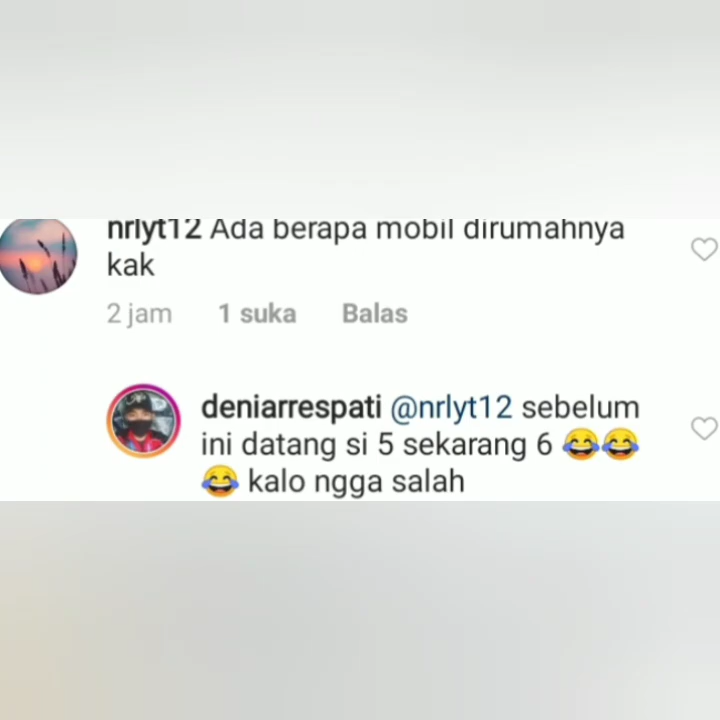 nrlyt12 Ada berapa mobil dirumahnya
kak
2 jam 1 suka Balas
deniarrespati @nrlyt12 sebelum
ini datang si 5 sekarang 6 😂😂
😂 kalo ngga salah